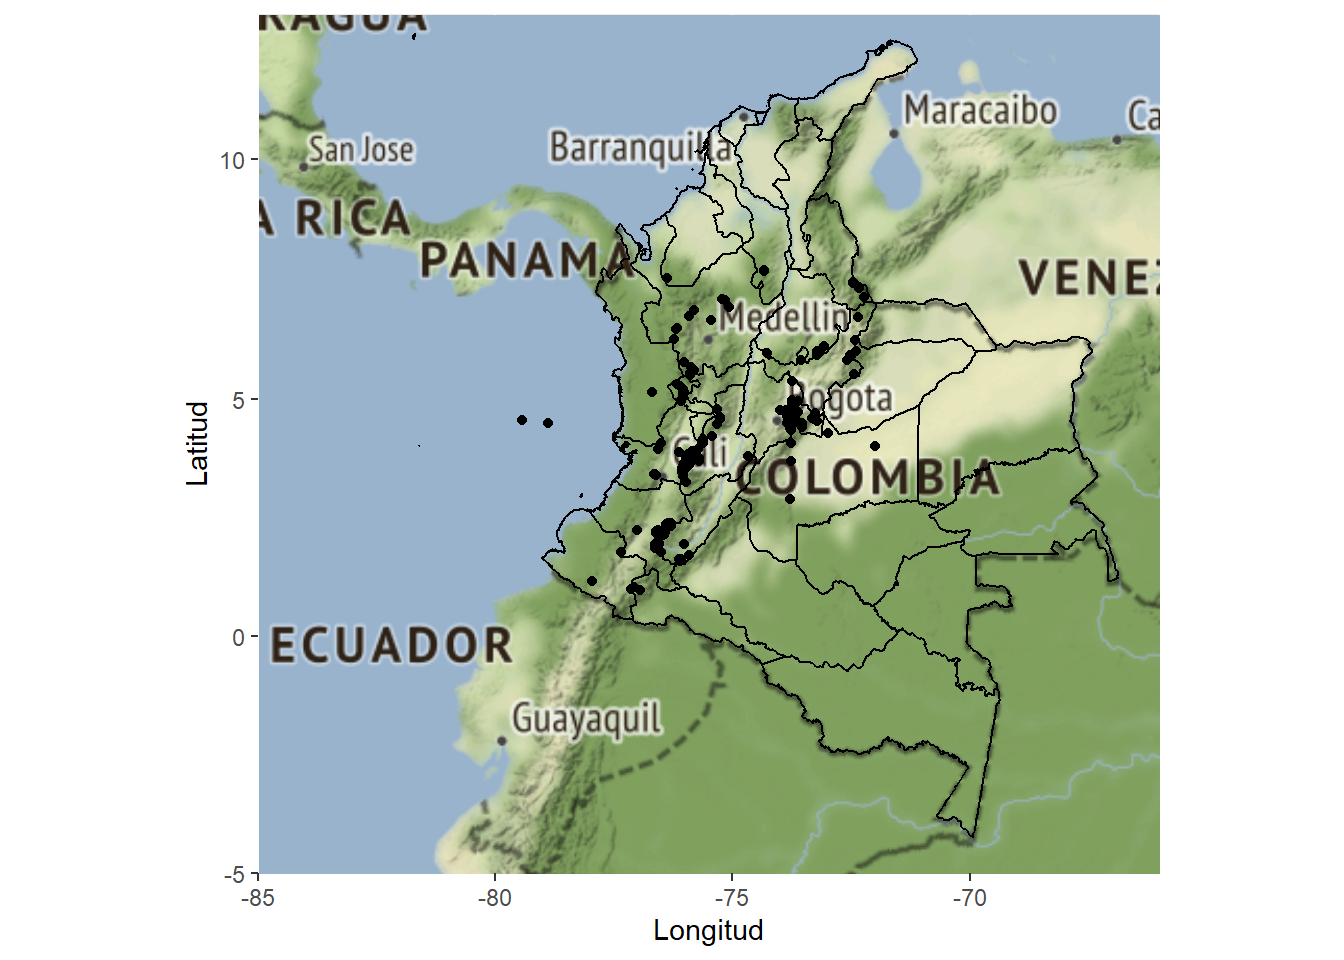 RAGUA
Maracaibo
Ca
San Jose
Barranquilla
10
A RICA
PANAMA
VENEZ
Medellin
5
Bogota
Cali
COLOMBIA
Latitud
0
ECUADOR
Guayaquil
-5
-85
-80
-75
-70
Longitud